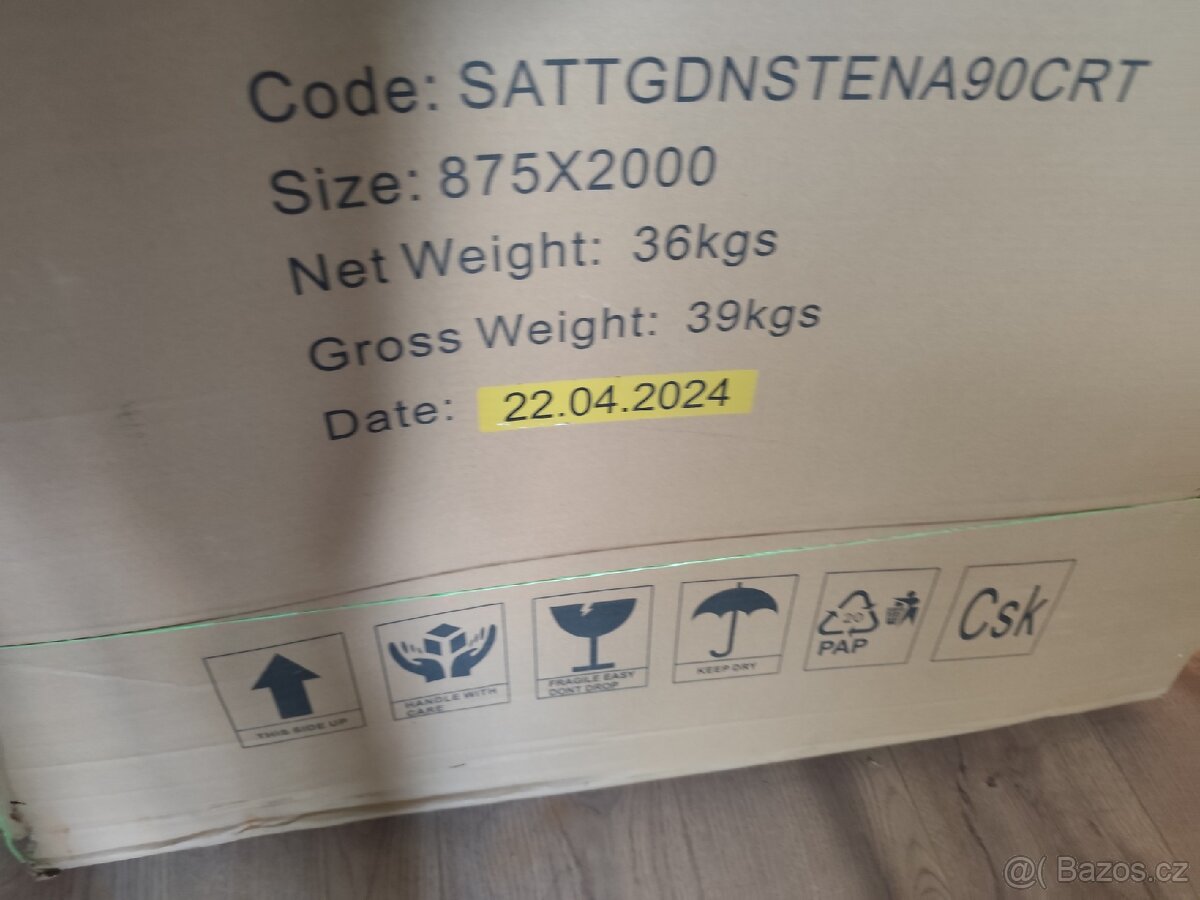 Code: SATTGDNSTENA90CRT
Size: 875X2000
Net Weight: 36kgs
Gross Weight: 39kgs
Date: 22.04.2024
THIS SIDE UP
HANDLE WITH
CARE
FRAGILE EASY
DONT DROP
KEEP DRY
20
PAP
Csk
@( Bazos.cz